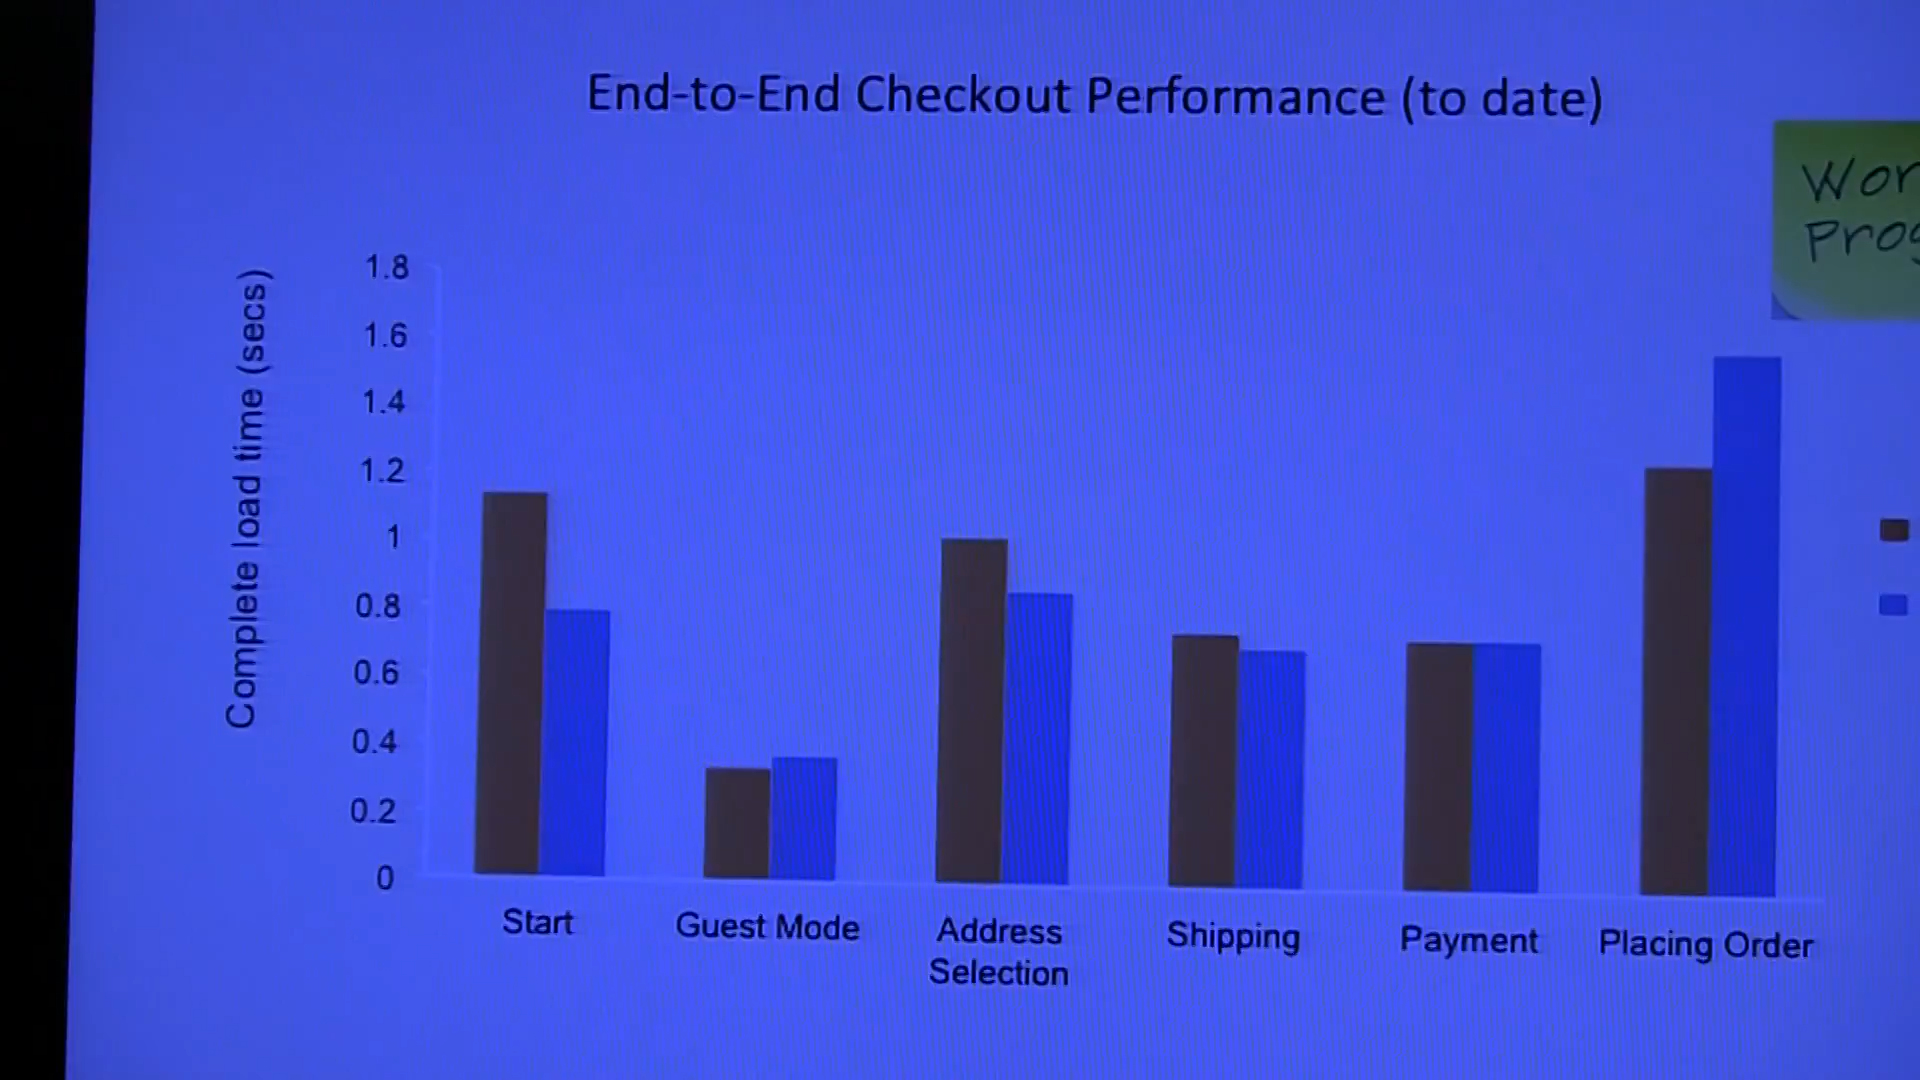 End-to-End Checkout Performance (to date)
Complete load time (secs)
1.8
1.6
1.4
1.2
1
0.8
0.6
0.4
0.2
0
Start
Guest Mode
Address
Selection
Shipping
Payment
Placing Order